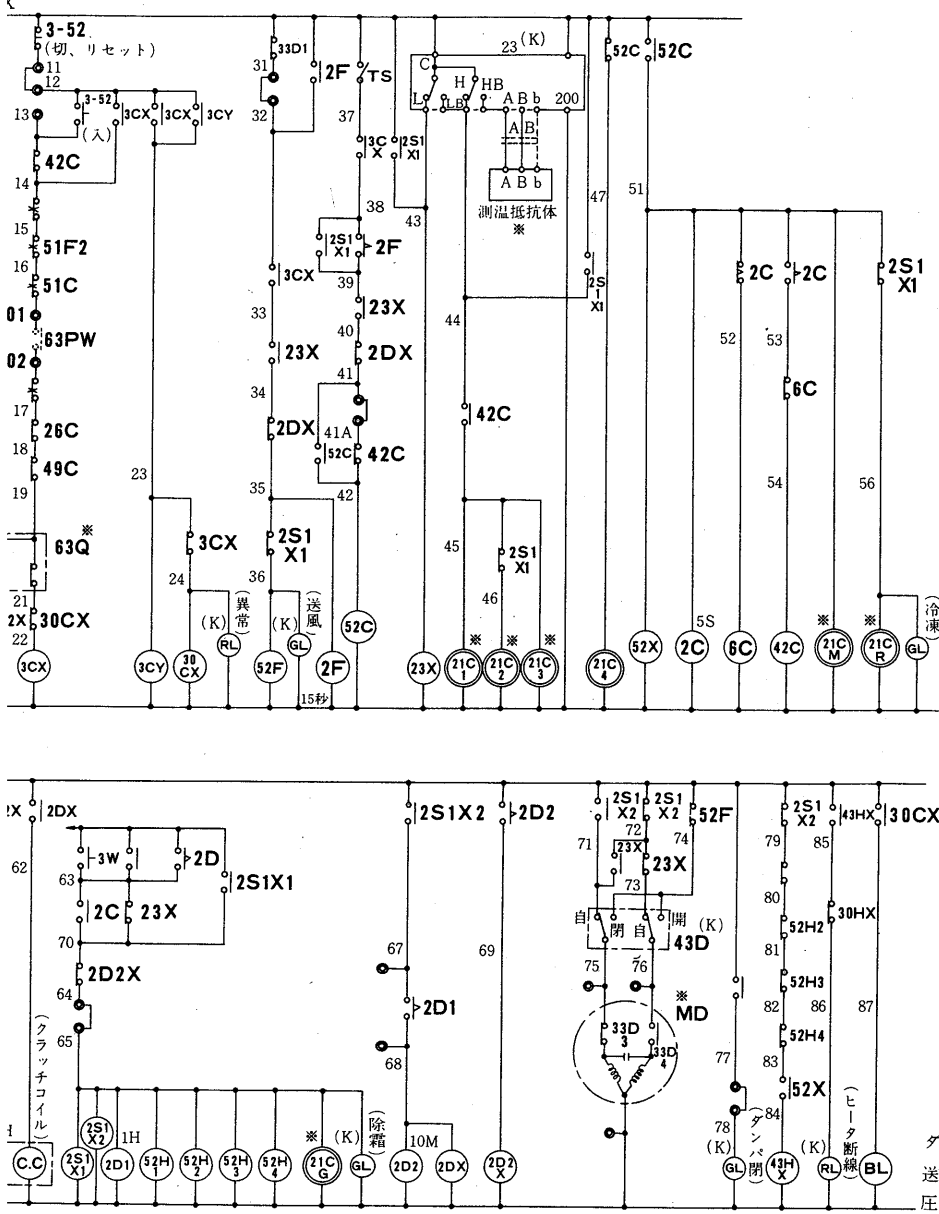 3-52
(切、リセット)
11
12
13
3-52
(入)
3CX
3CX
3CY
42C
14
15
51F2
16
51C
01
63PW
02
17
26C
18
49C
19
63Q
※
21
2X
30CX
22
3CX
23
3CX
24
(K)
(異常)
3CY
30
CX
RL
33D1
31
2F
32
3CX
33
23X
34
2DX
35
2S1
X1
36
(K)
(送風)
52F
GL
15秒
2F
TS
37
3C
X
2S1
X1
38
43
2S1
X1
2F
39
23X
40
2DX
41
41A
52C
42C
42
52C
23X
23 (K)
C
H
HB
L
LB
A B b
200
A B
A B b
測温抵抗体
※
44
42C
45
2S1
X1
46
※
※
※
21C
1
21C
2
21C
3
52C
47
2S
1
X1
21C
4
52C
51
52X
2C
5S
2C
52
6C
2C
53
6C
54
42C
※
21C
M
2S1
X1
56
※
21C
R
(冷凍)
GL
2X
2DX
62
(クラッチコイル)
H
C.C
3W
2D
2S1X1
63
2C
23X
70
2D2X
64
65
2S1
X1
2S1
X2
1H
2D1
52H
1
52H
2
52H
3
52H
4
※
21C
G
(K)
(除霜)
GL
2S1X2
67
2D1
68
10M
2D2
2DX
2D2
69
2D2
X
2S1
X2
71
2S1
X2
72
52F
74
23X
23X
73
自
閉
自
開
(K)
43D
75
76
※
MD
33D
3
33D
4
77
78
(K)
(ダンパ閉)
GL
2S1
X2
79
80
52H2
81
52H3
82
52H4
83
52X
84
43H
X
43HX
85
30HX
86
(K)
(ヒータ断線)
RL
30CX
87
BL
ダ
送
圧